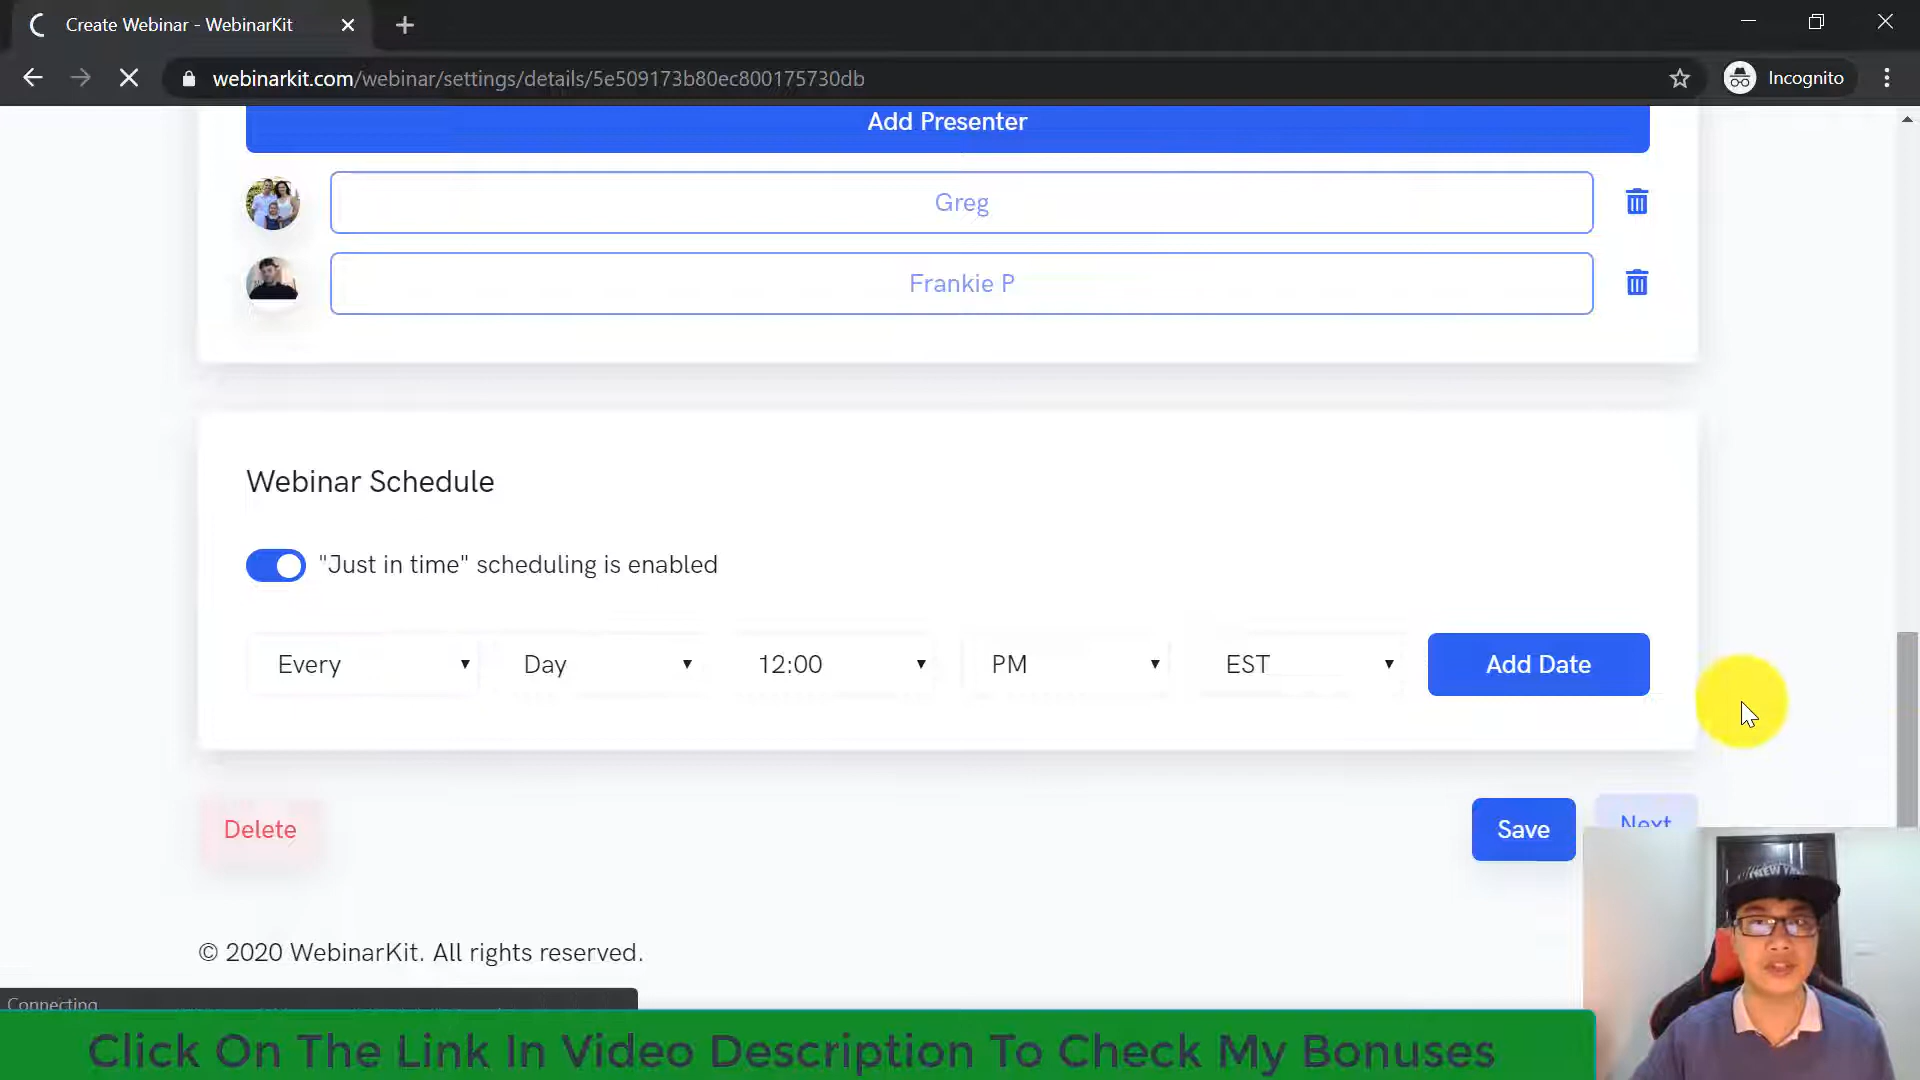 Create Webinar - WebinarKit
webinarkit.com/webinar/settings/details/5e509173b80ec800175730db
Incognito
Add Presenter
Greg
Frankie P
Webinar Schedule
"Just in time" scheduling is enabled
Every Day 12:00 PM EST Add Date
Delete Save Next
© 2020 WebinarKit. All rights reserved.
Connecting
Click On The Link In Video Description To Check My Bonuses